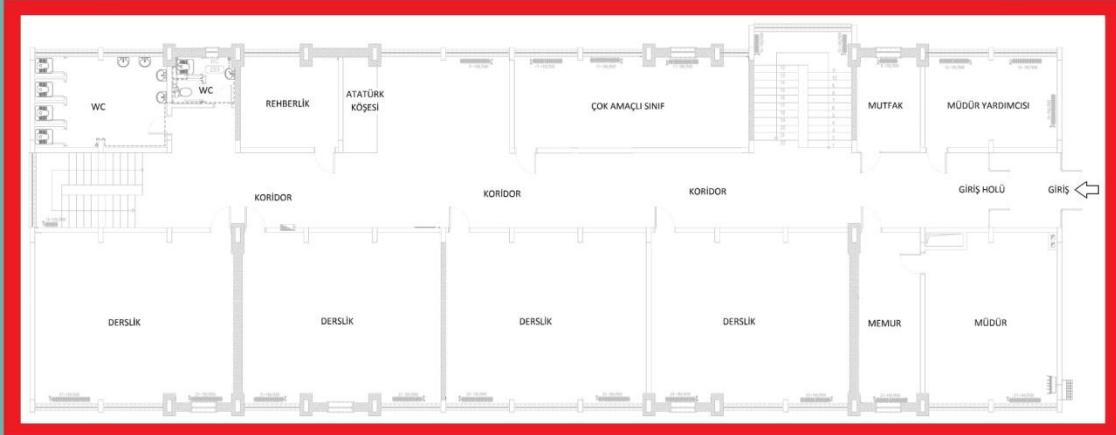 WC
WC
REHBERLİK
ATATÜRK
KÖŞESİ
ÇOK AMAÇLI SINIF
MUTFAK
MÜDÜR YARDIMCISI
KORİDOR
KORİDOR
KORİDOR
GİRİŞ HOLÜ
GİRİŞ
DERSLİK
DERSLİK
DERSLİK
DERSLİK
MEMUR
MÜDÜR